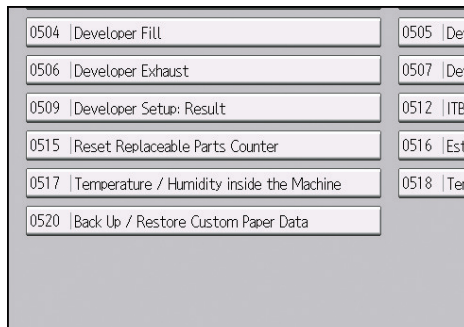 0504 Developer Fill
0505 De
0506 Developer Exhaust
0507 De
0509 Developer Setup: Result
0512 ITB
0515 Reset Replaceable Parts Counter
0516 Est
0517 Temperature / Humidity inside the Machine
0518 Te
0520 Back Up / Restore Custom Paper Data